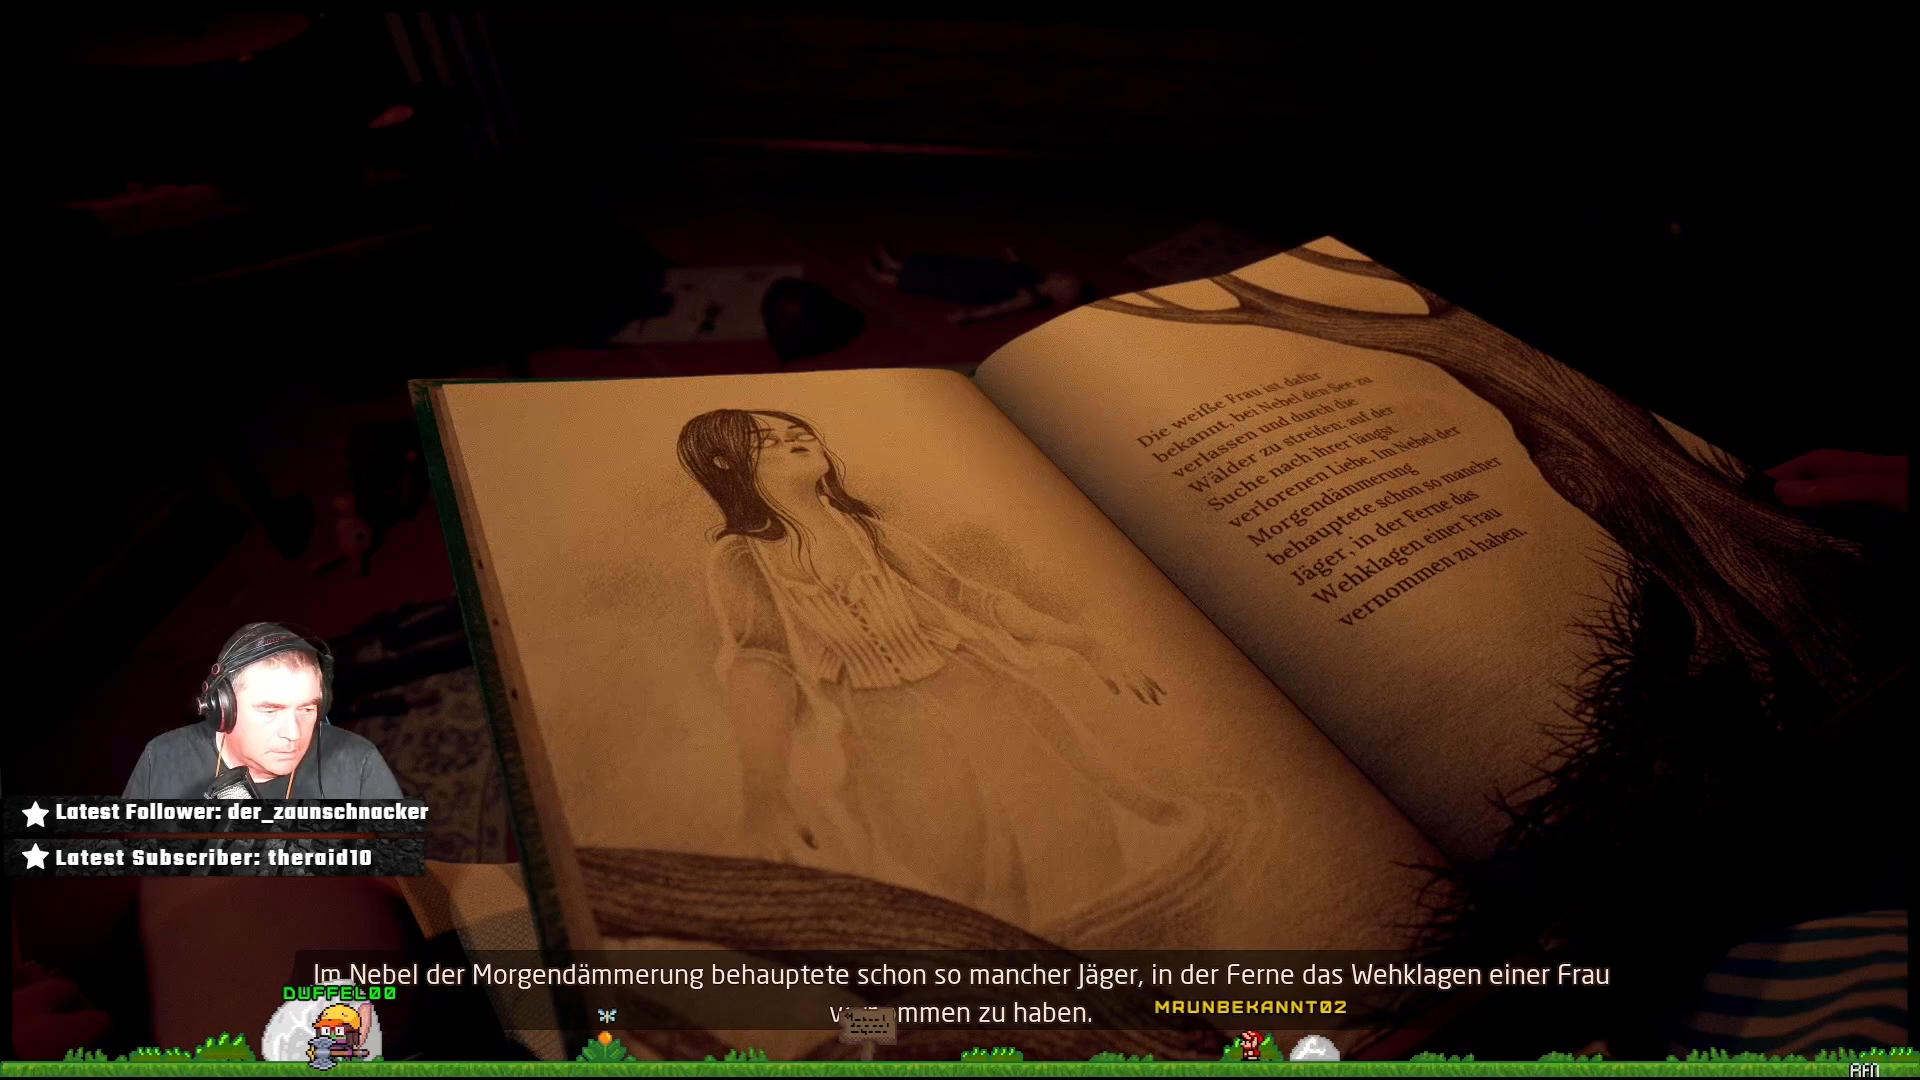 Die weiße Frau ist dafür
bekannt, bei Nebel den See zu
verlassen und durch die
Wälder zu streifen, auf der
Suche nach ihrer längst
verlorenen Liebe. Im Nebel der
Morgendämmerung
behauptete schon so mancher
Jäger, in der Ferne das
Wehklagen einer Frau
vernommen zu haben.
Latest Follower: der_zaunschnacker
Latest Subscriber: theraid10
Im Nebel der Morgendämmerung behauptete schon so mancher Jäger, in der Ferne das Wehklagen einer Frau
mmen zu haben.
DUFFEL00
MRUNBEKANNT02